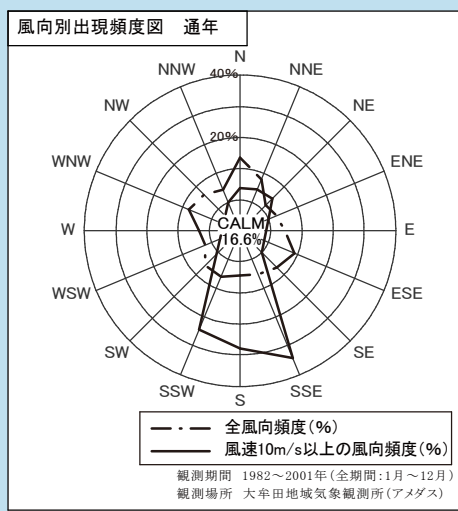 風向別出現頻度図　通年
N
NNW
NNE
40%
NW
NE
20%
WNW
ENE
CALM
16.6%
W
E
WSW
ESE
SW
SE
SSW
SSE
S
全風向頻度(%)
風速10m/s以上の風向頻度(%)
観測期間　1982～2001年(全期間:1月～12月)
観測場所　大牟田地域気象観測所(アメダス)